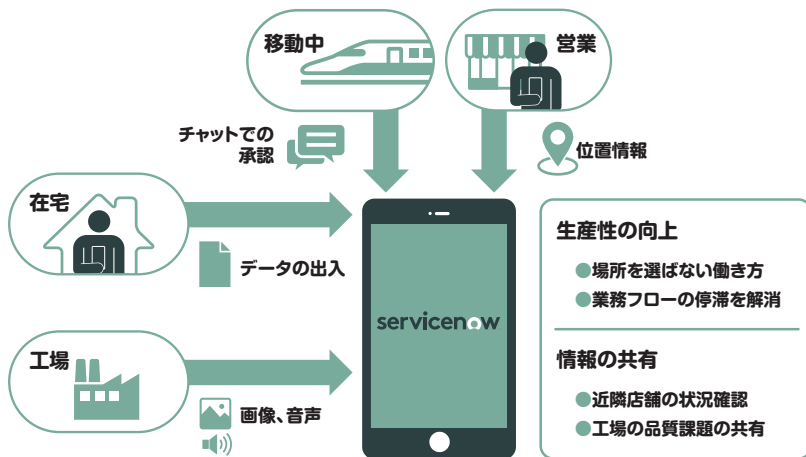 移動中
営業
チャットでの
承認
位置情報
在宅
データの出入
工場
画像、音声
servicenow
生産性の向上
●場所を選ばない働き方
●業務フローの停滞を解消
情報の共有
●近隣店舗の状況確認
●工場の品質課題の共有